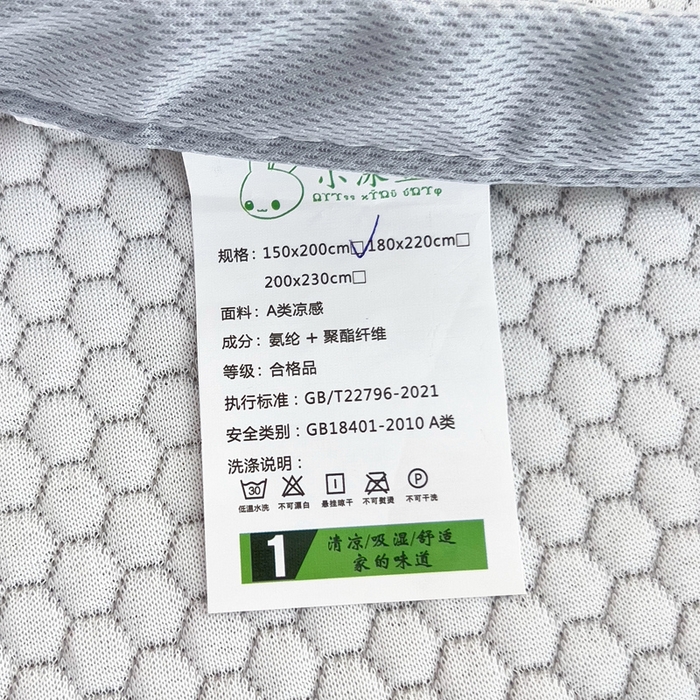 规格：150x200cm☑180x220cm□
200x230cm□
面料：A类凉感
成分：氨纶 + 聚酯纤维
等级：合格品
执行标准：GB/T22796-2021
安全类别：GB18401-2010 A类
洗涤说明：
30 P
低温水洗 不可漂白 悬挂晾干 不可熨烫 不可干洗
1 清凉/吸湿/舒适
家的味道